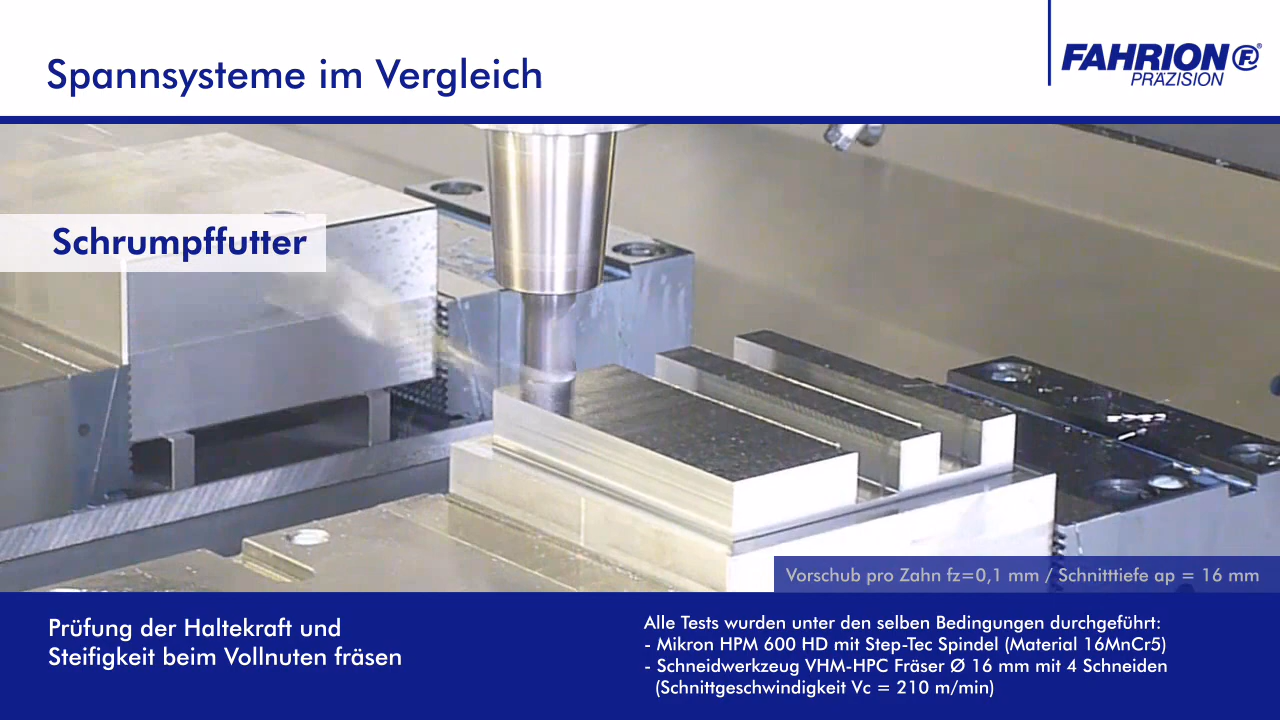 Spannsysteme im Vergleich
FAHRION
PRÄZISION
Schrumpffutter
Vorschub pro Zahn fz=0,1 mm / Schnitttiefe ap = 16 mm
Prüfung der Haltekraft und
Steifigkeit beim Vollnuten fräsen
Alle Tests wurden unter den selben Bedingungen durchgeführt:
- Mikron HPM 600 HD mit Step-Tec Spindel (Material 16MnCr5)
- Schneidwerkzeug VHM-HPC Fräser Ø 16 mm mit 4 Schneiden
(Schnittgeschwindigkeit Vc = 210 m/min)